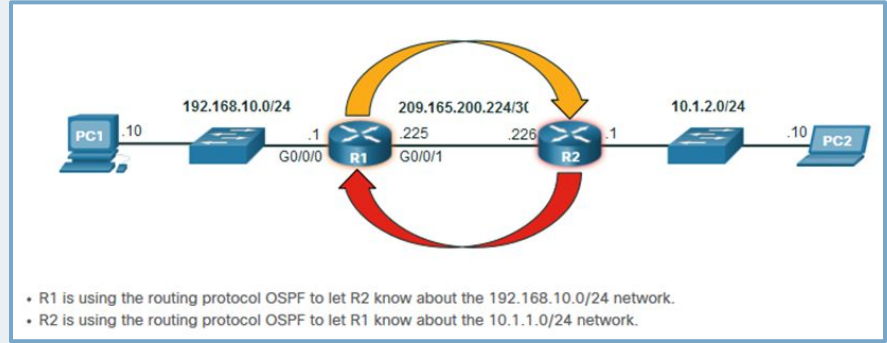 192.168.10.0/24 209.165.200.224/30 10.1.2.0/24
PC1 .10 .1 R1 .225 .226 R2 .1 .10 PC2
G0/0/0 G0/0/1
• R1 is using the routing protocol OSPF to let R2 know about the 192.168.10.0/24 network.
• R2 is using the routing protocol OSPF to let R1 know about the 10.1.1.0/24 network.